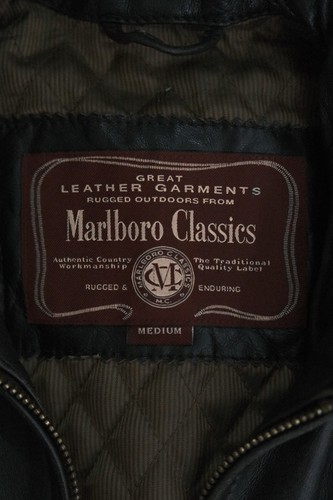 GREAT
LEATHER GARMENTS
RUGGED OUTDOORS FROM
Marlboro Classics
Authentic Country The Traditional
Workmanship Quality Label
MARLBORO CLASSICS
MC
M.C.
RUGGED & ENDURING
MEDIUM